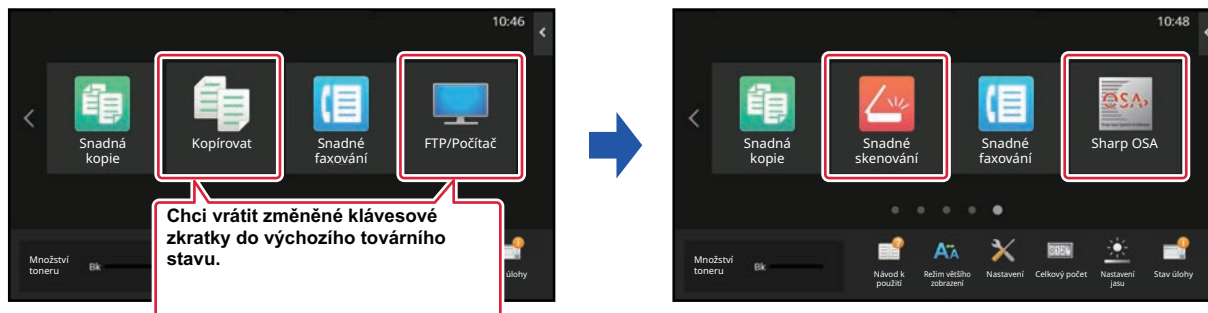 10:46
Snadná
kopie
Kopírovat
Snadné
faxování
FTP/Počítač
Chci vrátit změněné klávesové
zkratky do výchozího továrního
stavu.
Množství
toneru
Bk
úlohy
10:48
Snadná
kopie
Snadné
skenování
Snadné
faxování
Sharp OSA
Množství
toneru
Bk
Návod k
použití
Režim většího
zobrazení
Nastavení
Celkový počet
Nastavení
jasu
Stav úlohy